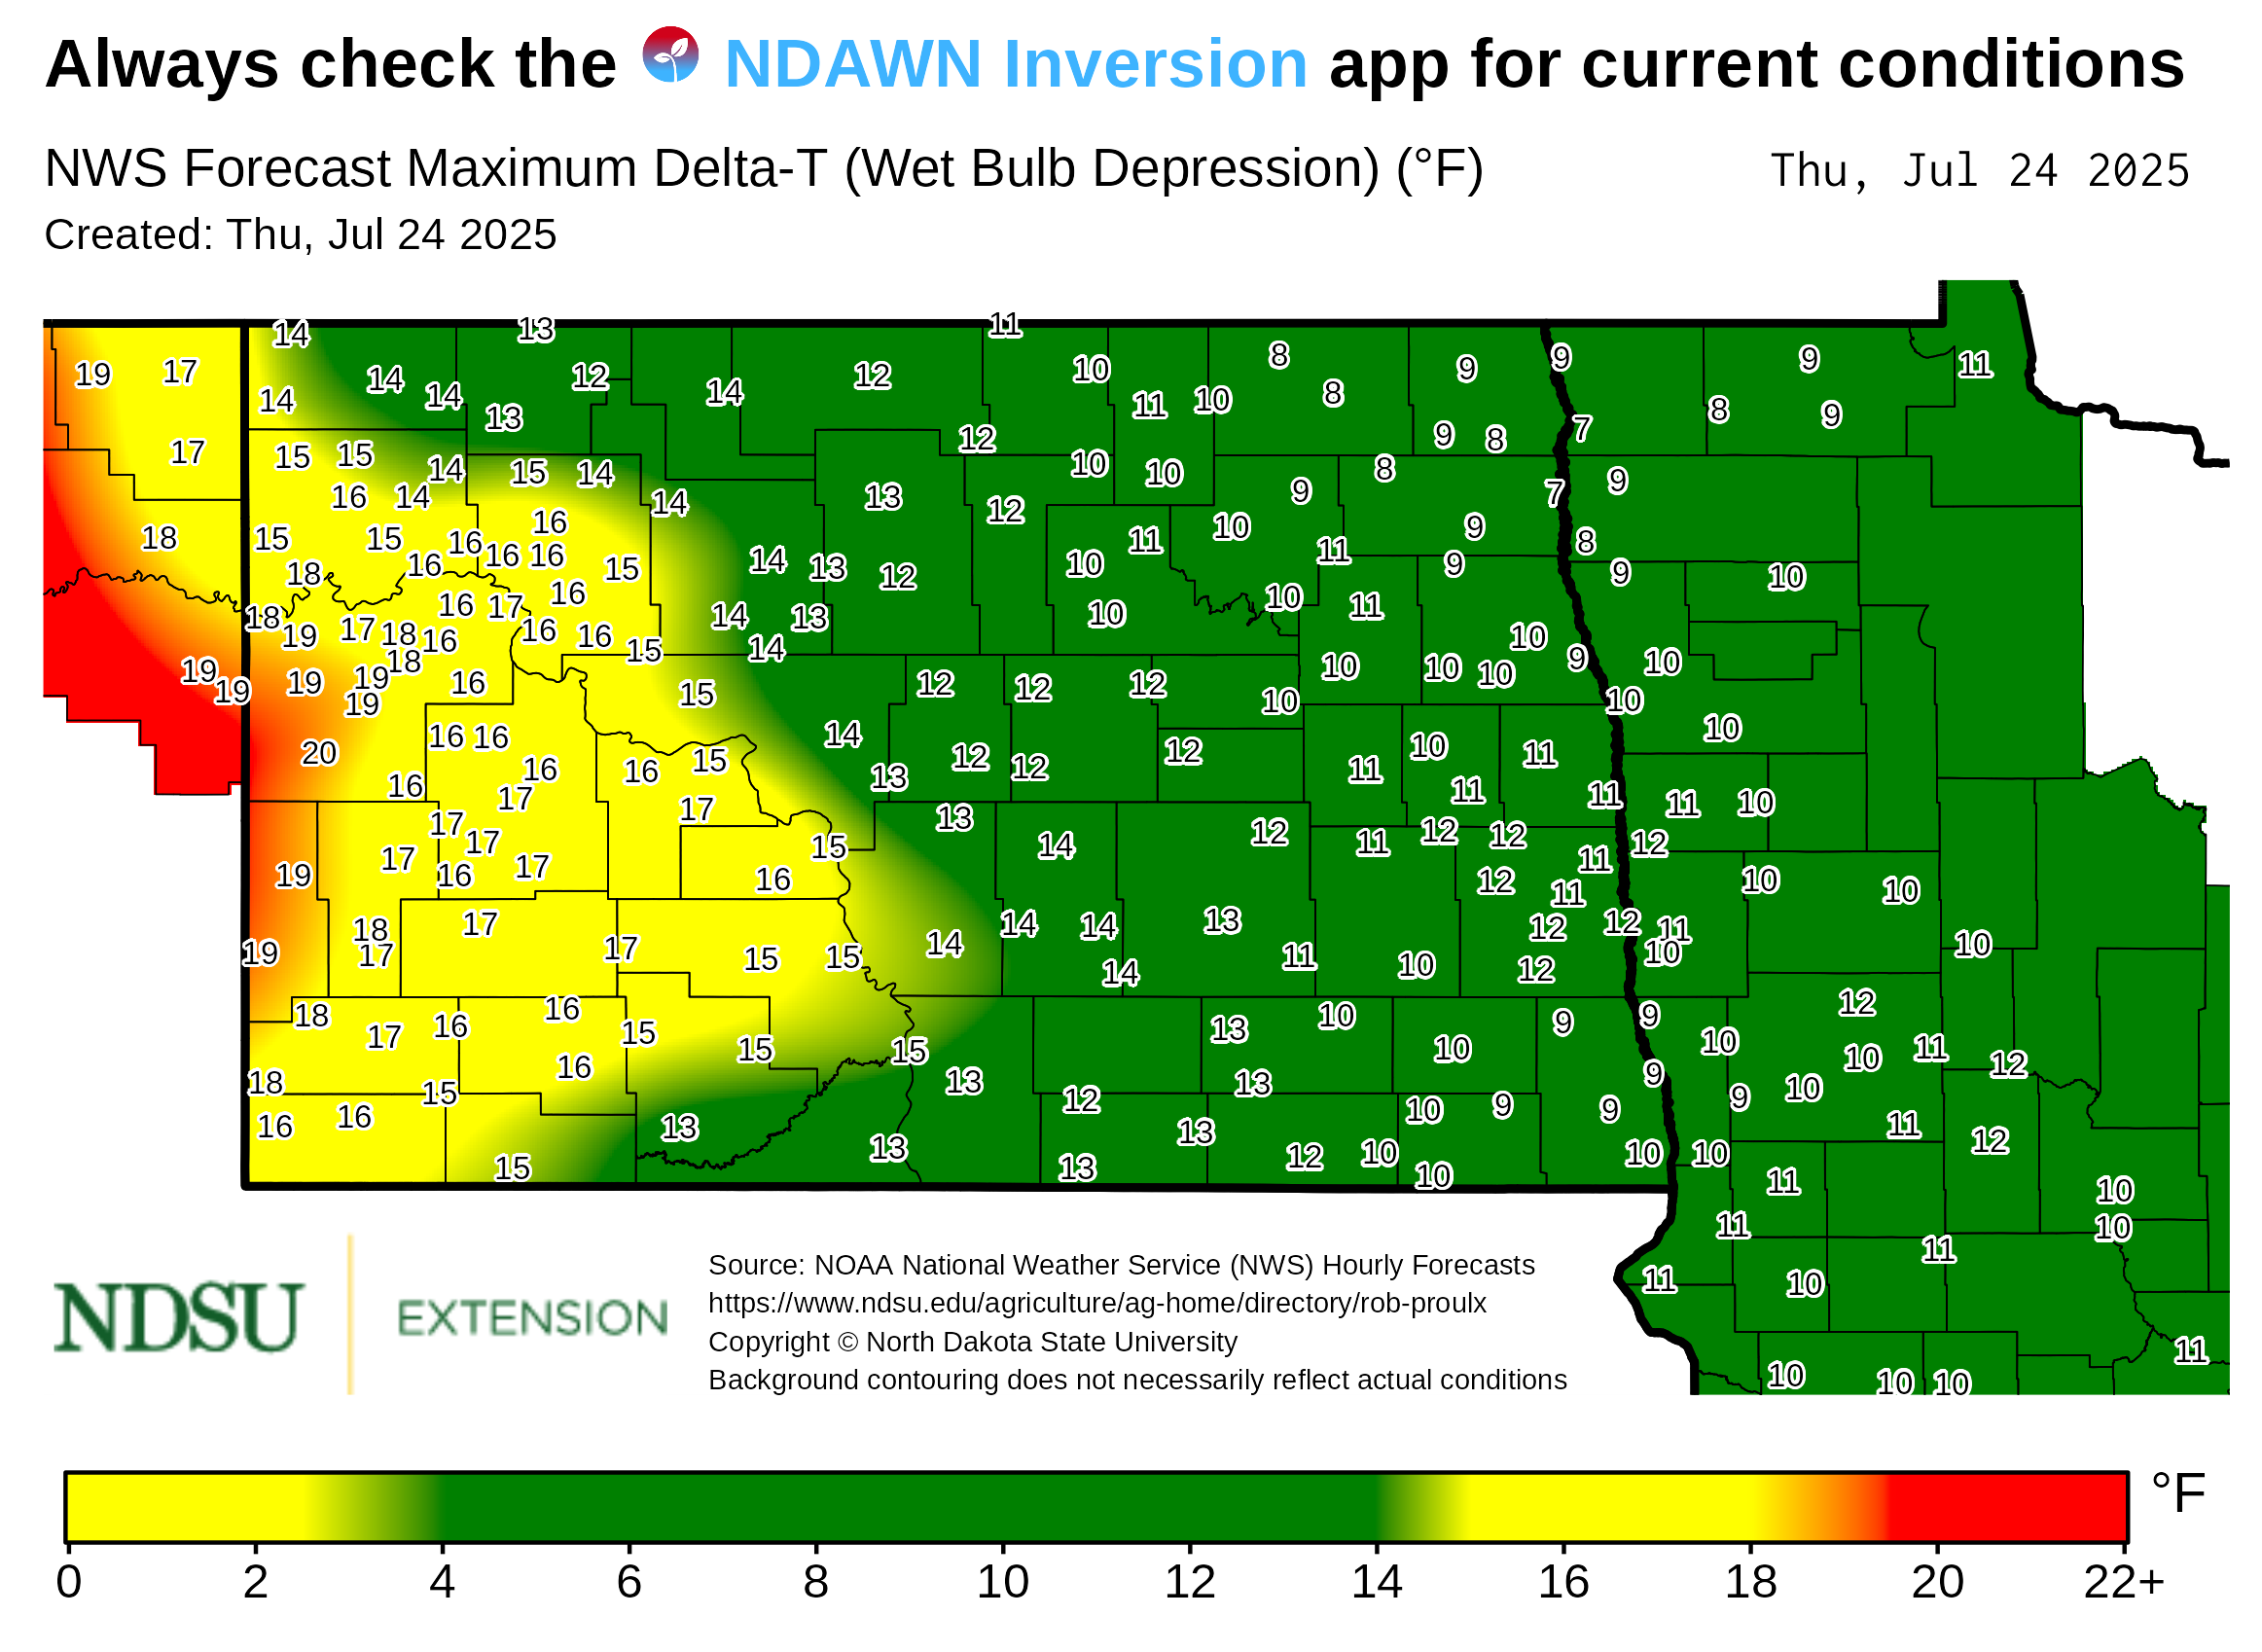 Always check the NDAWN Inversion app for current conditions
NWS Forecast Maximum Delta-T (Wet Bulb Depression) (°F) Thu, Jul 24 2025
Created: Thu, Jul 24 2025
14 13 11
19 17 14 14 12 14 12 10 8 8 9 9 9 11
14 13 11 10 8 9
17 15 15 14 15 14 12 10 10 9 8 7
16 14 14 13 12 9 8 7 9
18 15 15 16 16 16 16 10 11 9 8
18 16 15 14 13 12 10 11 9 9 10
18 16 17 16 14 13 10 10 11
19 17 18 16 16 16 15 14 10 9
19 19 19 19 18 16 15 12 12 12 10 10 10 10 10
19 16 16 14 10 10
20 16 16 15 13 12 12 12 11 10 11
16 17 17 11 11 11 10
17 17 15 13 14 12 11 12 12 12
19 17 16 17 16 12 11 10 10
18 17 14 14 14 13 12 11 12 11
19 17 17 15 15 14 11 10 12 10 10
18 16 10 9 9 12
17 16 15 15 15 13 10 10 11
18 16 13 13 9 10 12
16 16 15 12 10 9 9 9 10
13 13 13 11 12
15 13 12 10 10 10 10
10 11 10
11 10
11 11
11 10
11
10 10 10
NDSU EXTENSION
Source: NOAA National Weather Service (NWS) Hourly Forecasts
https://www.ndsu.edu/agriculture/ag-home/directory/rob-proulx
Copyright © North Dakota State University
Background contouring does not necessarily reflect actual conditions
°F
0 2 4 6 8 10 12 14 16 18 20 22+